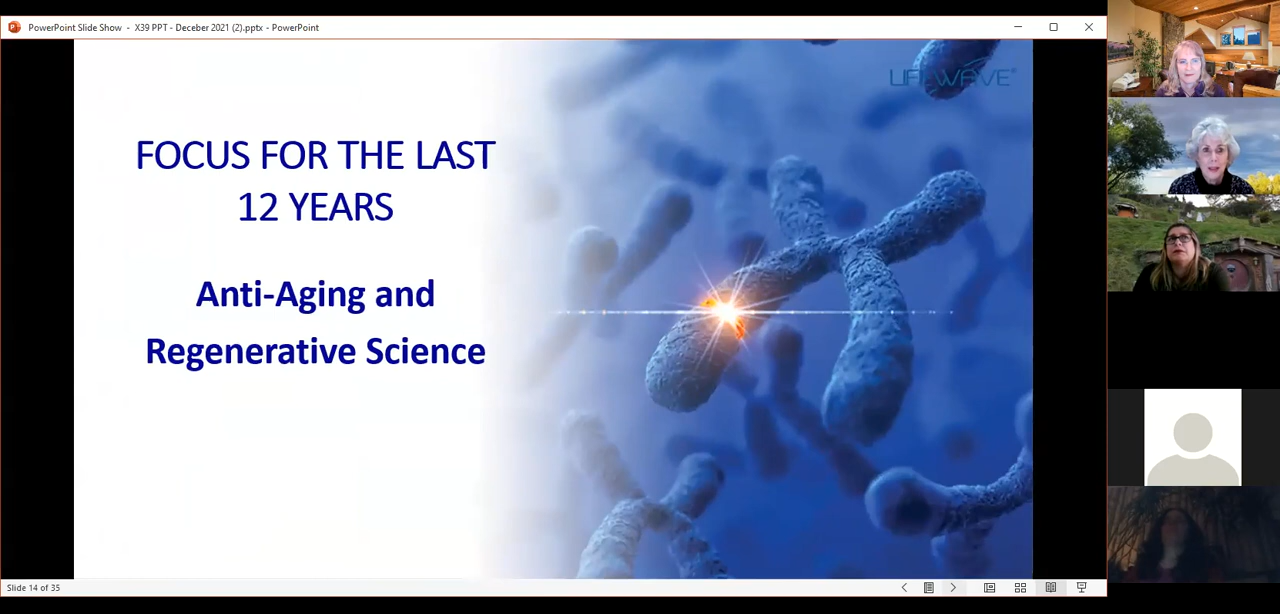 PowerPoint Slide Show - X39 PPT - Deceber 2021 (2).pptx - PowerPoint
LIFEWAVE®
FOCUS FOR THE LAST
12 YEARS
Anti-Aging and
Regenerative Science
Slide 14 of 35